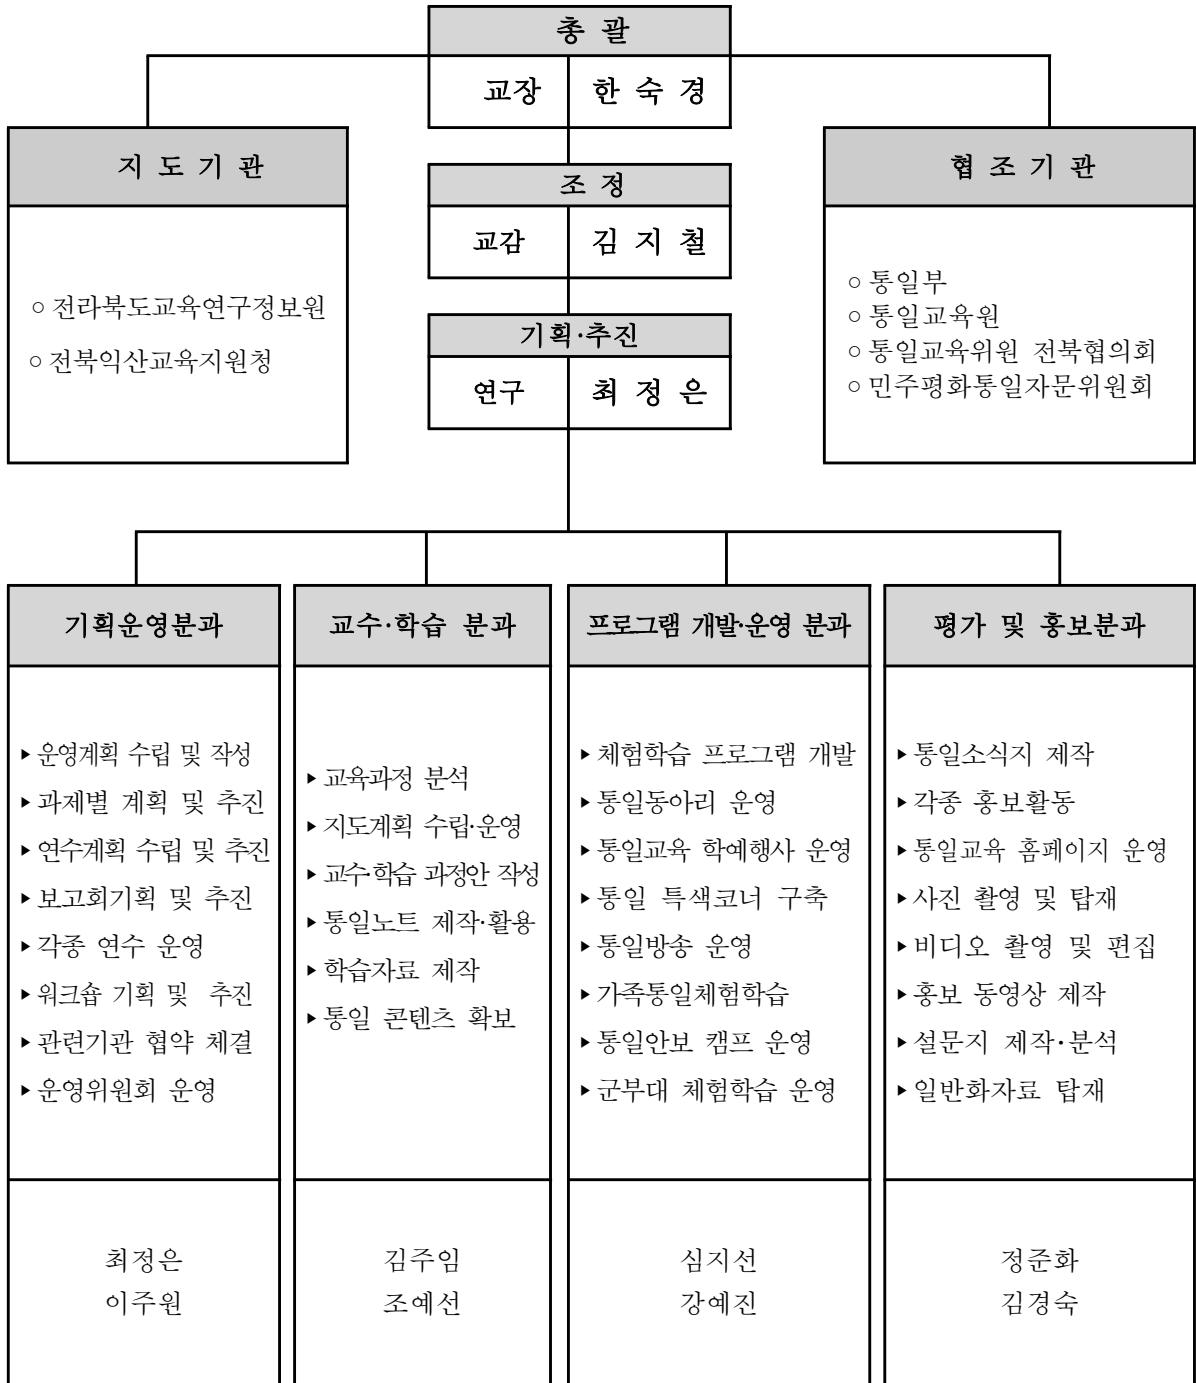 총 괄
교장 한 숙 경
지 도 기 관
○ 전라북도교육연구정보원
○ 전북익산교육지원청
조 정
교감 김 지 철
기획·추진
연구 최 정 은
협 조 기 관
○ 통일부
○ 통일교육원
○ 통일교육위원 전북협의회
○ 민주평화통일자문위원회
기획운영분과
▸운영계획 수립 및 작성
▸과제별 계획 및 추진
▸연수계획 수립 및 추진
▸보고회기획 및 추진
▸각종 연수 운영
▸워크숍 기획 및 추진
▸관련기관 협약 체결
▸운영위원회 운영
최정은
이주원
교수·학습 분과
▸교육과정 분석
▸지도계획 수립·운영
▸교수·학습 과정안 작성
▸통일노트 제작·활용
▸학습자료 제작
▸통일 콘텐츠 확보
김주임
조예선
프로그램 개발·운영 분과
▸체험학습 프로그램 개발
▸통일동아리 운영
▸통일교육 학예행사 운영
▸통일 특색코너 구축
▸통일방송 운영
▸가족통일체험학습
▸통일안보 캠프 운영
▸군부대 체험학습 운영
심지선
강예진
평가 및 홍보분과
▸통일소식지 제작
▸각종 홍보활동
▸통일교육 홈페이지 운영
▸사진 촬영 및 탑재
▸비디오 촬영 및 편집
▸홍보 동영상 제작
▸설문지 제작·분석
▸일반화자료 탑재
정준화
김경숙